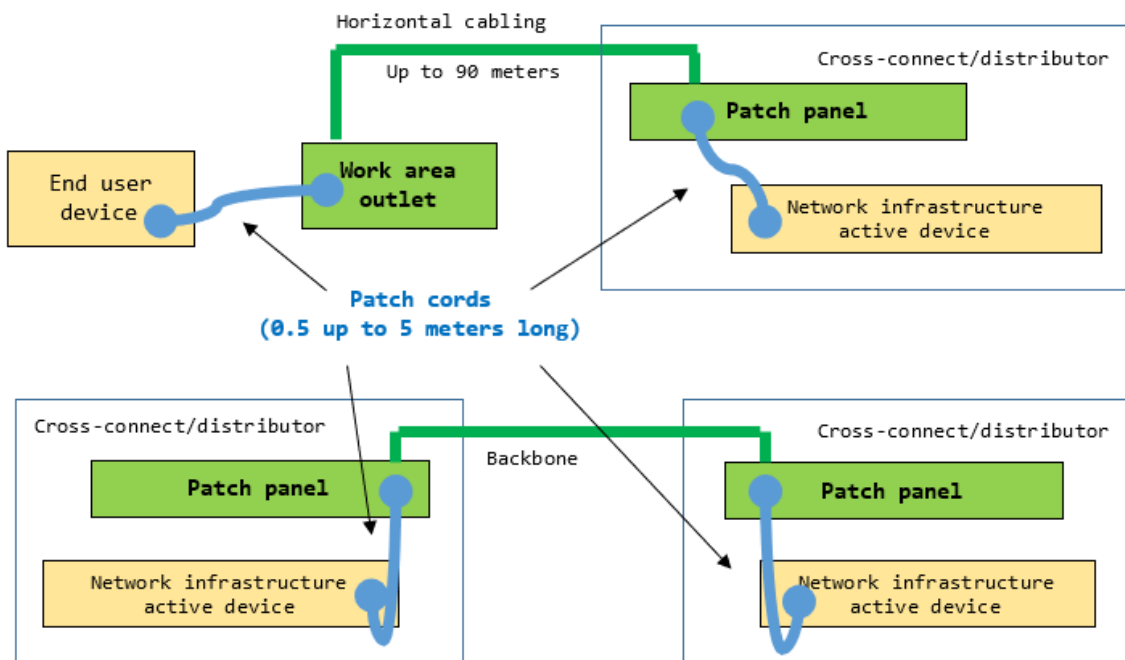 Horizontal cabling
Up to 90 meters
Cross-connect/distributor
Patch panel
End user
device
Work area
outlet
Network infrastructure
active device
Patch cords
(0.5 up to 5 meters long)
Cross-connect/distributor
Patch panel
Network infrastructure
active device
Backbone
Cross-connect/distributor
Patch panel
Network infrastructure
active device